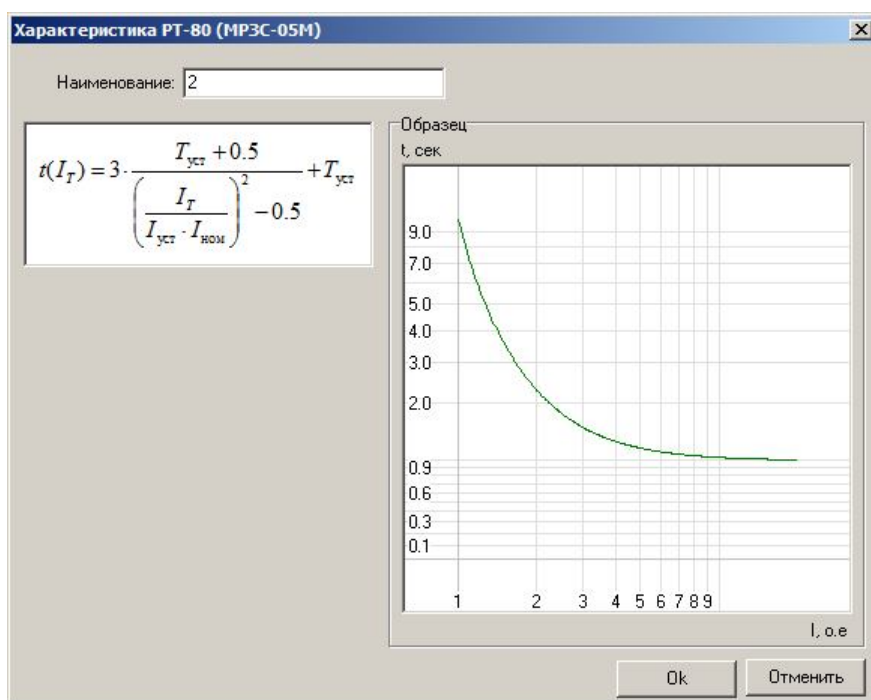 Характеристика РТ-80 (МРЗС-05М)
Наименование: 2
t(I_T) = 3 · (T_уст + 0.5) / ((I_T / (I_уст · I_ном))^2 − 0.5) + T_уст
Образец
t, сек
9.0
7.0
5.0
4.0
3.0
2.0
0.9
0.6
0.3
0.1
1 2 3 4 5 6 7 8 9
I, о.е
Ok Отменить